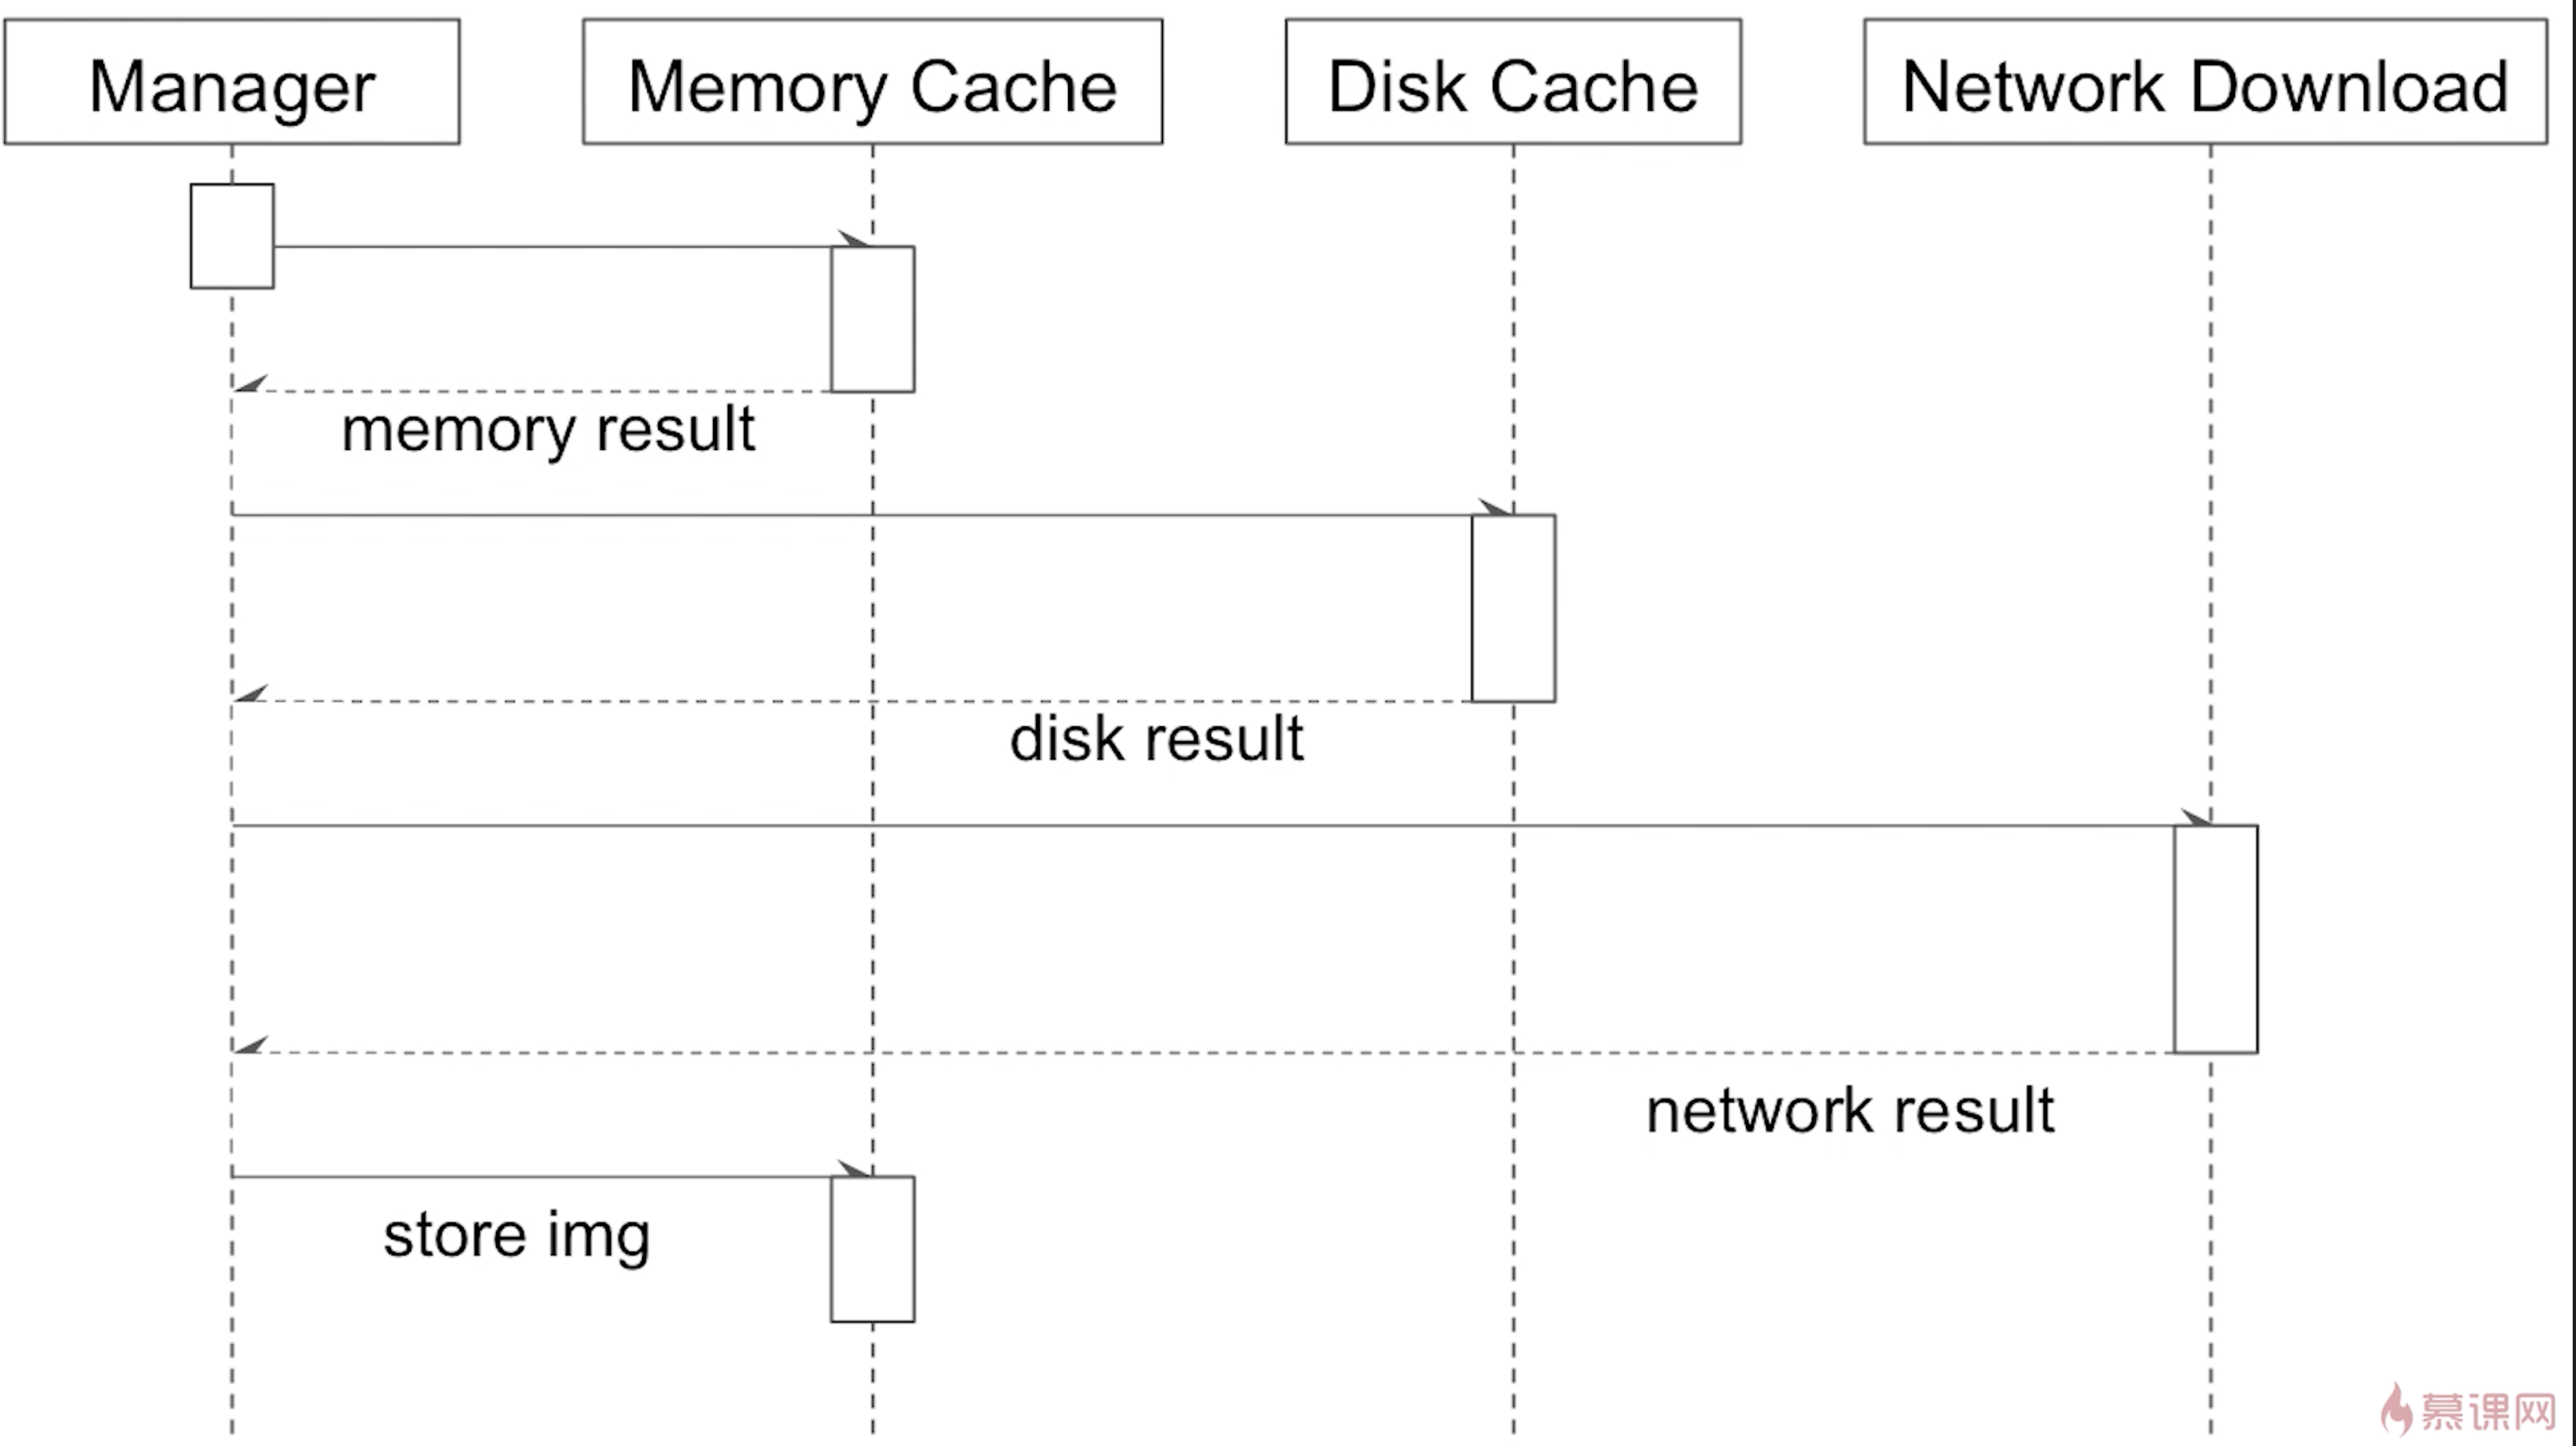 Manager
Memory Cache
Disk Cache
Network Download
memory result
disk result
network result
store img
慕课网